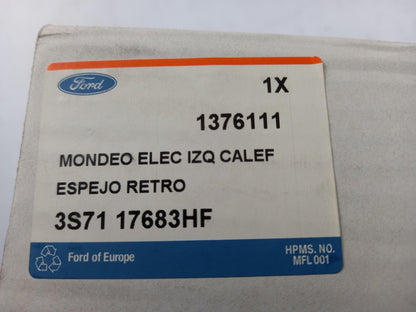 Ford
1X
1376111
MONDEO ELEC IZQ CALEF
ESPEJO RETRO
3S71 17683HF
Ford of Europe
HPMS. NO.
MFL 001